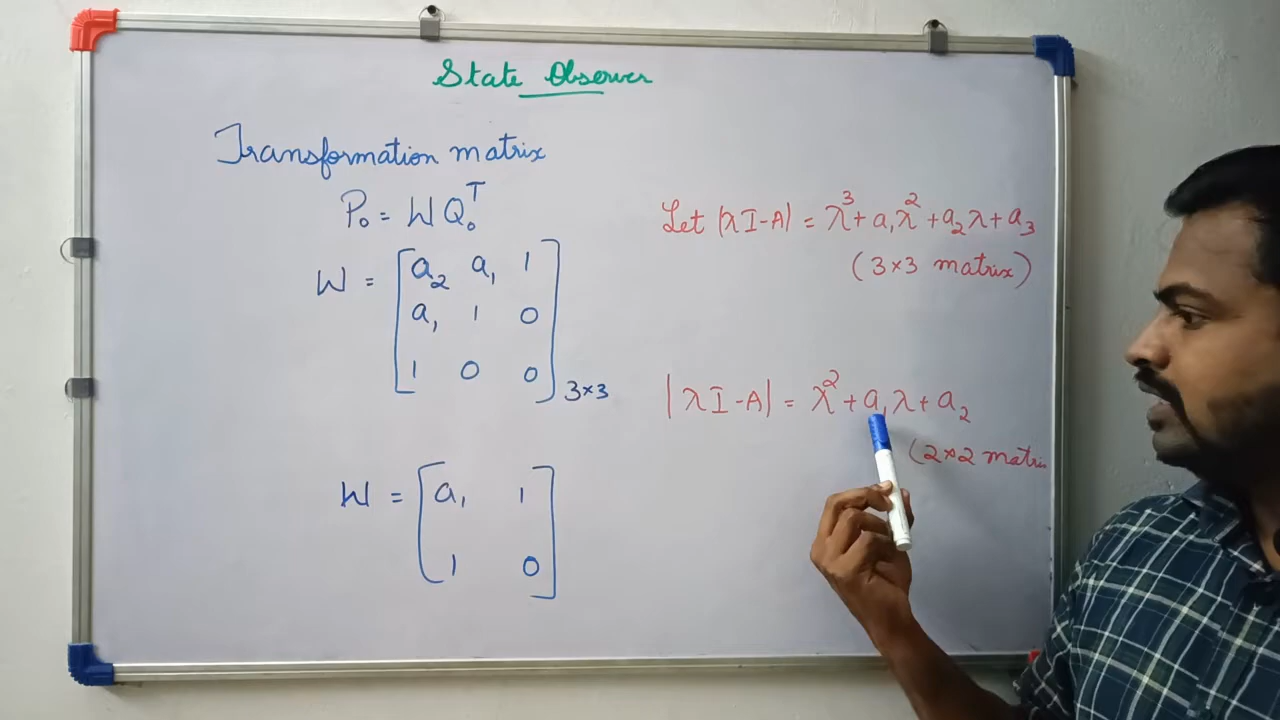 State Observer
Transformation matrix
P₀ = W Q₀ᵀ
W = [a₂ a₁ 1
a₁ 1 0
1 0 0] 3×3
W = [a₁ 1
1 0]
Let |λI-A| = λ³+a₁λ²+a₂λ+a₃
(3×3 matrix)
|λI-A| = λ²+a₁λ+a₂
(2×2 matri